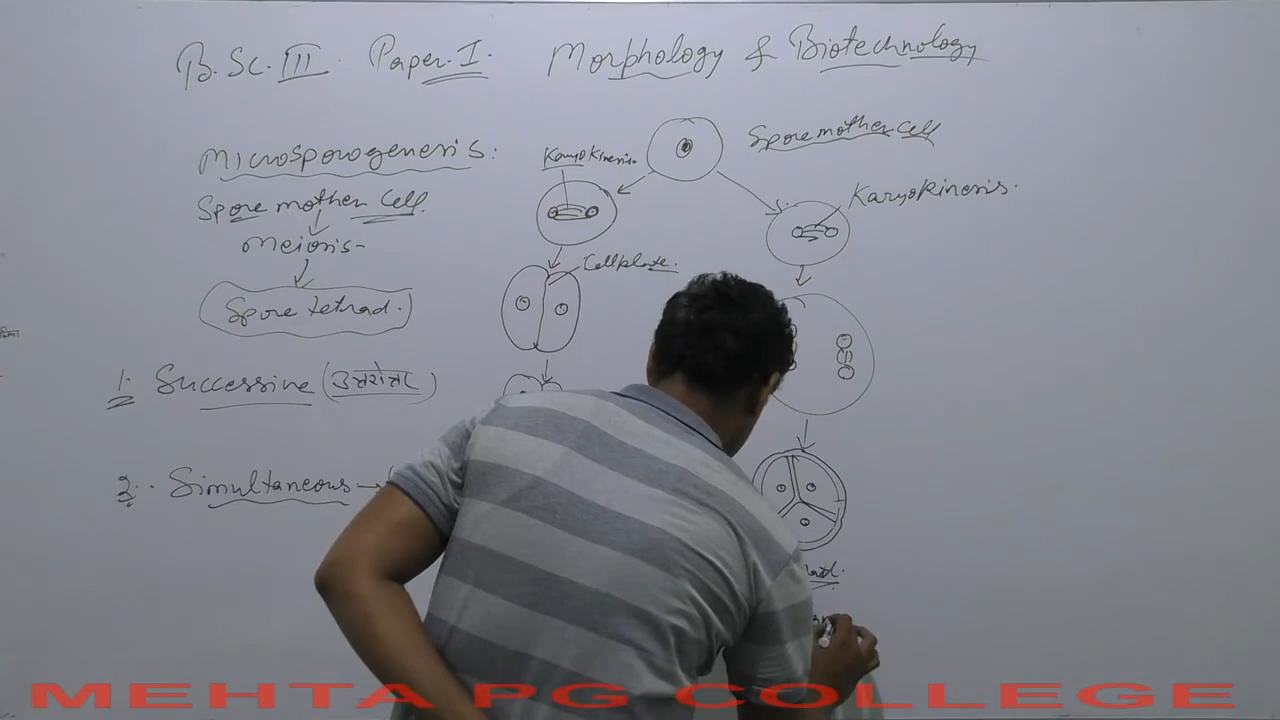 B.Sc. III. Paper. I. Morphology & Biotechnology
Microsporogenesis:
Spore mother cell
Meiosis-
Spore tetrad.
1. Successine (उत्तरोत्तर)
2. Simultaneous
Spore mother cell
Karyokinesis.
Karyokinesis.
Cellplate.
MEHTA PG COLLEGE